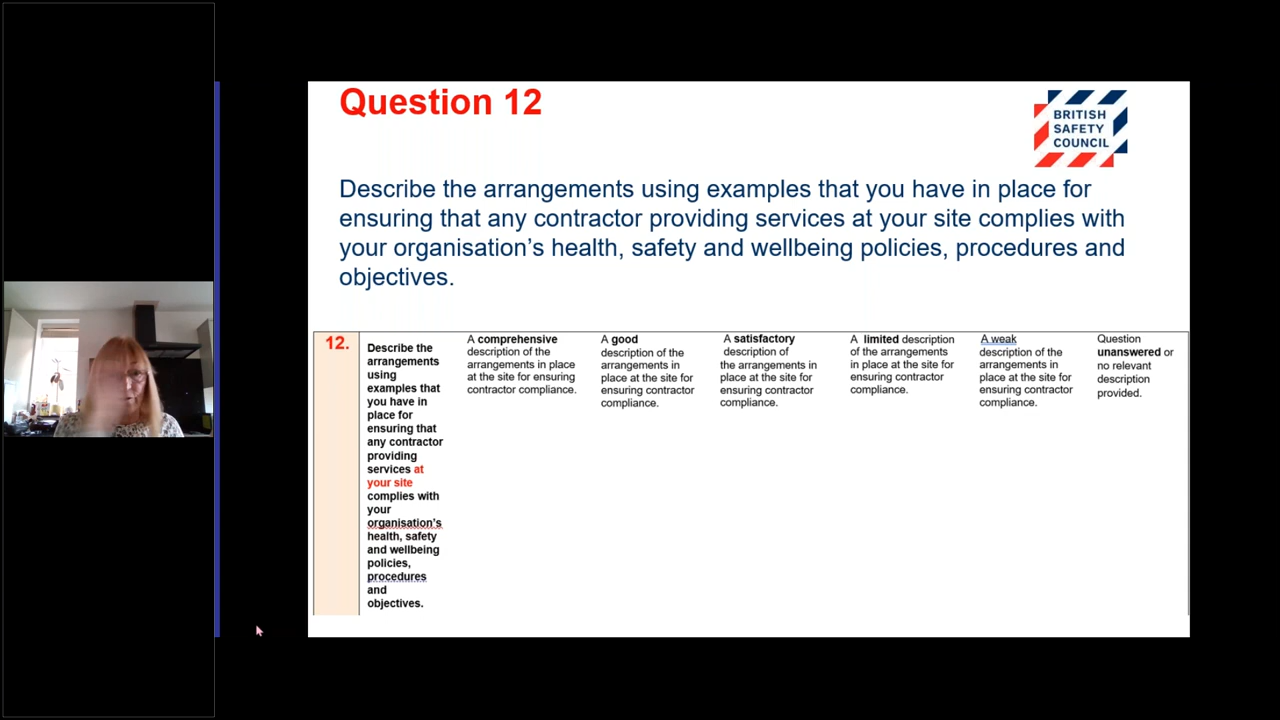 Question 12
BRITISH
SAFETY
COUNCIL
Describe the arrangements using examples that you have in place for
ensuring that any contractor providing services at your site complies with
your organisation's health, safety and wellbeing policies, procedures and
objectives.
12.
Describe the
arrangements
using
examples that
you have in
place for
ensuring that
any contractor
providing
services at
your site
complies with
your
organisation's
health, safety
and wellbeing
policies,
procedures
and
objectives.
A comprehensive
description of the
arrangements in place
at the site for ensuring
contractor compliance.
A good
description of the
arrangements in
place at the site for
ensuring contractor
compliance.
A satisfactory
description of
the arrangements in
place at the site for
ensuring contractor
compliance.
A limited description
of the arrangements
in place at the site for
ensuring contractor
compliance.
A weak
description of the
arrangements in
place at the site for
ensuring contractor
compliance.
Question
unanswered or
no relevant
description
provided.